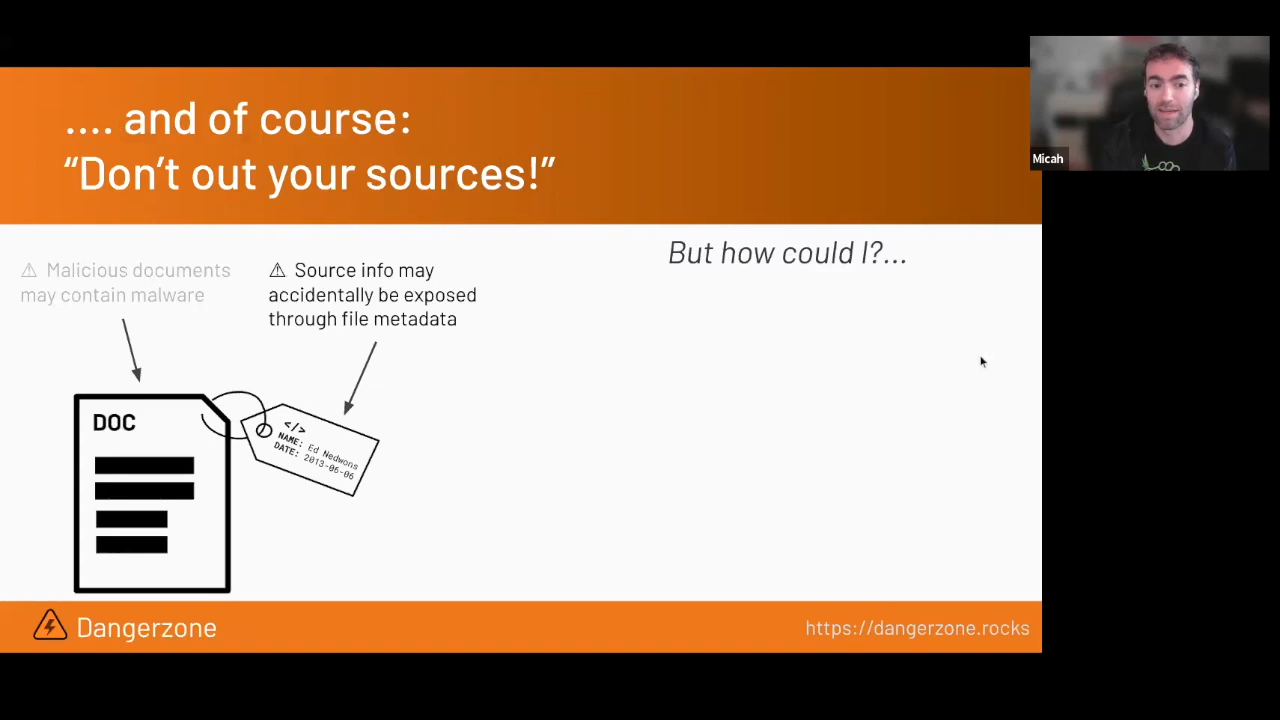 .... and of course:
“Don’t out your sources!”
Micah
But how could I?...
⚠ Malicious documents
may contain malware
⚠ Source info may
accidentally be exposed
through file metadata
DOC
</>
NAME: Ed Nedwons
DATE: 2013-06-06
Dangerzone
https://dangerzone.rocks